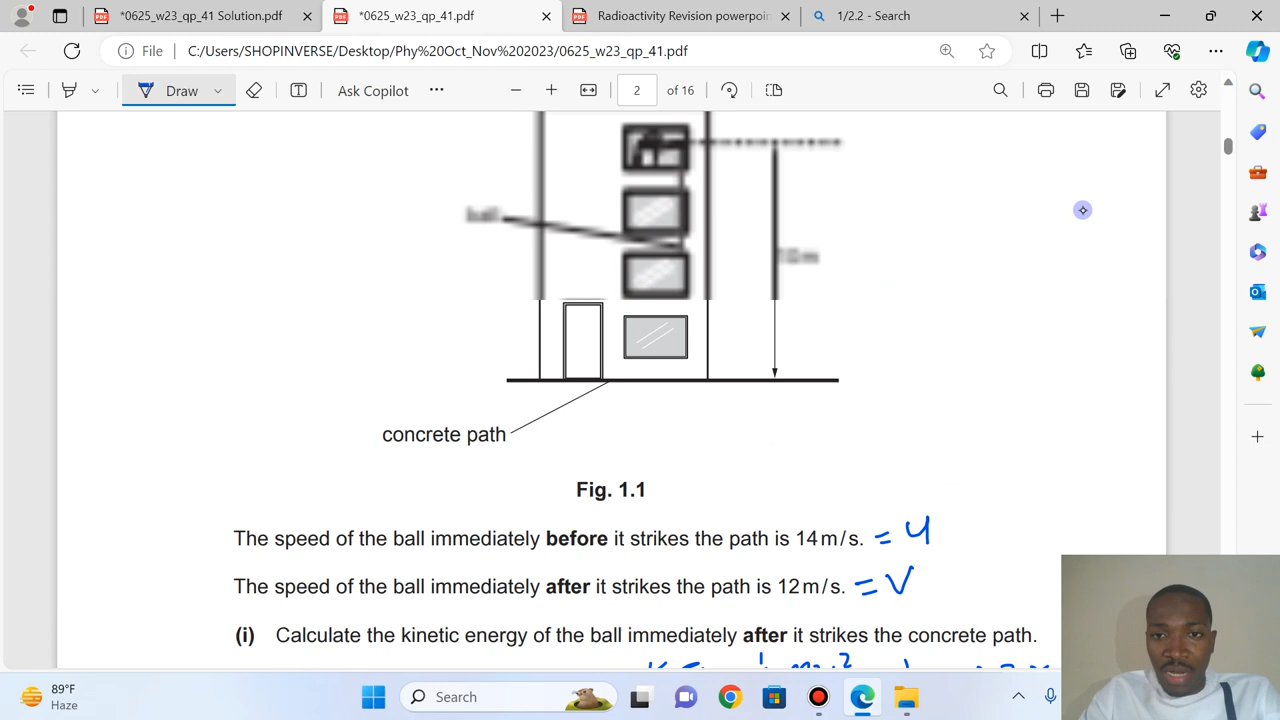 *0625_w23_qp_41 Solution.pdf
*0625_w23_qp_41.pdf
Radioactivity Revision powerpoin
1/2.2 - Search
File
C:/Users/SHOPINVERSE/Desktop/Phy%20Oct_Nov%202023/0625_w23_qp_41.pdf
Draw
Ask Copilot
2 of 16
ball
concrete path
Fig. 1.1
The speed of the ball immediately before it strikes the path is 14 m/s. = u
The speed of the ball immediately after it strikes the path is 12 m/s. = V
(i) Calculate the kinetic energy of the ball immediately after it strikes the concrete path.
89°F
Haze
Search